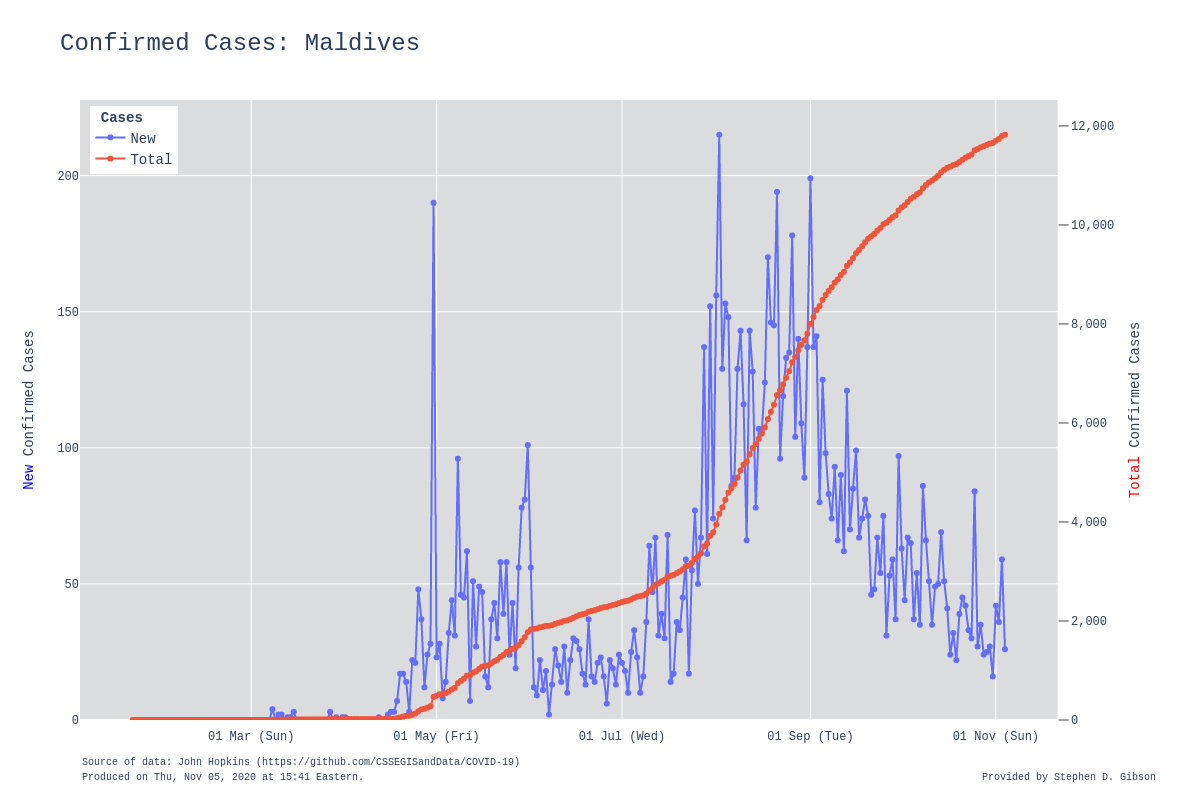 Confirmed Cases: Maldives
Cases
New
Total
200
150
100
50
0
12,000
10,000
8,000
6,000
4,000
2,000
0
New Confirmed Cases
Total Confirmed Cases
01 Mar (Sun)
01 May (Fri)
01 Jul (Wed)
01 Sep (Tue)
01 Nov (Sun)
Source of data: John Hopkins (https://github.com/CSSEGISandData/COVID-19)
Produced on Thu, Nov 05, 2020 at 15:41 Eastern.
Provided by Stephen D. Gibson